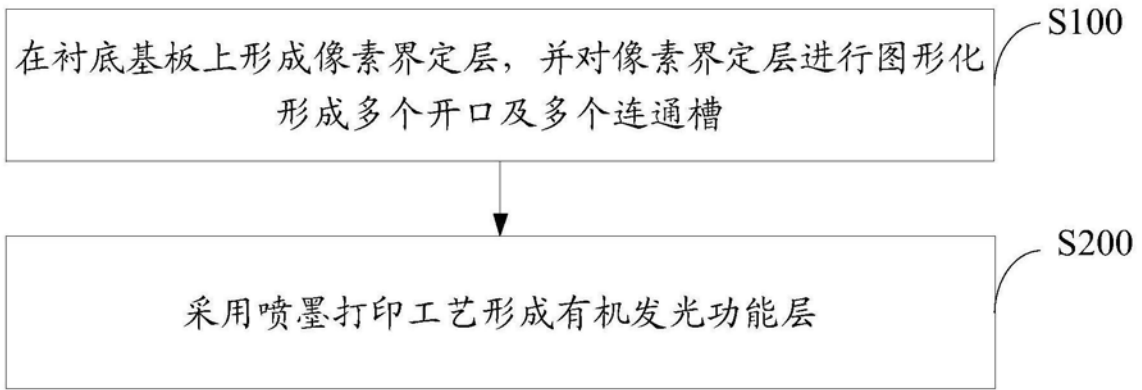 S100
在衬底基板上形成像素界定层，并对像素界定层进行图形化
形成多个开口及多个连通槽
S200
采用喷墨打印工艺形成有机发光功能层